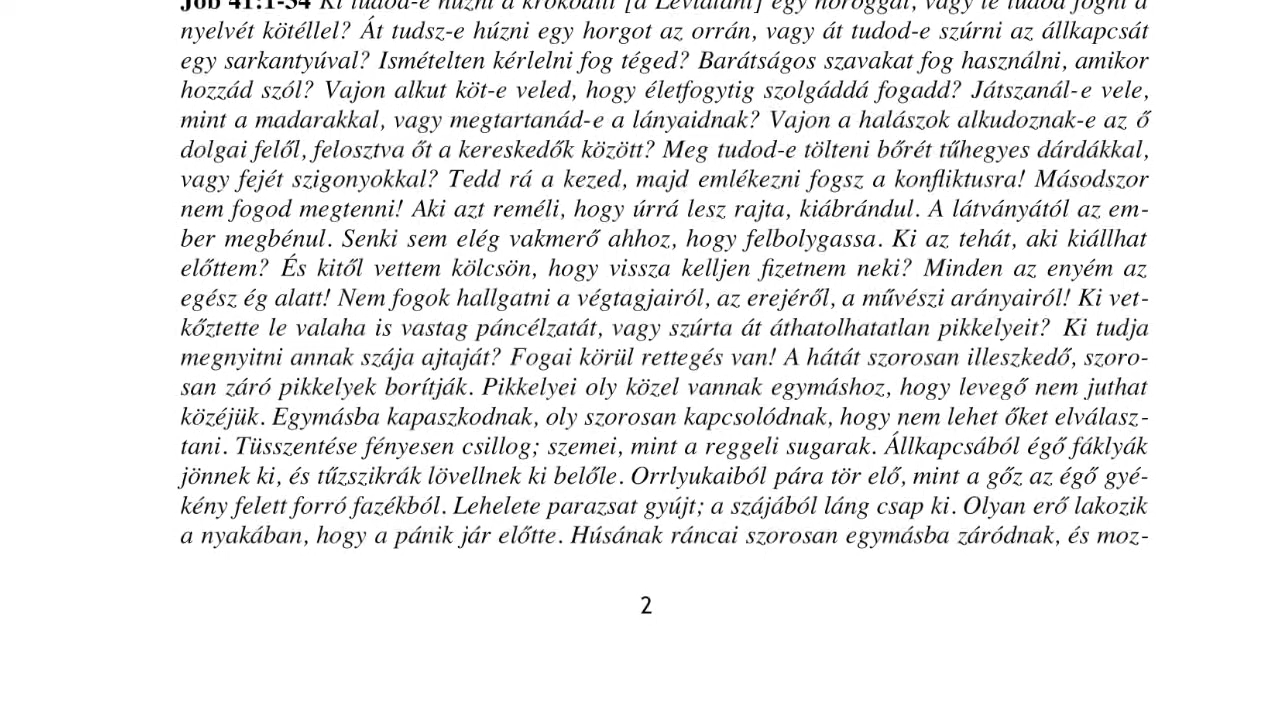 Job 41:1-34 Ki tudod-e húzni a krokodilt [a Leviatánt] egy horoggal, vagy le tudod fogni a
nyelvét kötéllel? Át tudsz-e húzni egy horgot az orrán, vagy át tudod-e szúrni az állkapcsát
egy sarkantyúval? Ismételten kérlelni fog téged? Barátságos szavakat fog használni, amikor
hozzád szól? Vajon alkut köt-e veled, hogy életfogytig szolgáddá fogadd? Játszanál-e vele,
mint a madarakkal, vagy megtartanád-e a lányaidnak? Vajon a halászok alkudoznak-e az ő
dolgai felől, felosztva őt a kereskedők között? Meg tudod-e tölteni bőrét tűhegyes dárdákkal,
vagy fejét szigonyokkal? Tedd rá a kezed, majd emlékezni fogsz a konfliktusra! Másodszor
nem fogod megtenni! Aki azt reméli, hogy úrrá lesz rajta, kiábrándul. A látványától az em-
ber megbénul. Senki sem elég vakmerő ahhoz, hogy felbolygassa. Ki az tehát, aki kiállhat
előttem? És kitől vettem kölcsön, hogy vissza kelljen fizetnem neki? Minden az enyém az
egész ég alatt! Nem fogok hallgatni a végtagjairól, az erejéről, a művészi arányairól! Ki vet-
kőztette le valaha is vastag páncélzatát, vagy szúrta át áthatolhatatlan pikkelyeit? Ki tudja
megnyitni annak szája ajtaját? Fogai körül rettegés van! A hátát szorosan illeszkedő, szoro-
san záró pikkelyek borítják. Pikkelyei oly közel vannak egymáshoz, hogy levegő nem juthat
közéjük. Egymásba kapaszkodnak, oly szorosan kapcsolódnak, hogy nem lehet őket elválasz-
tani. Tüsszentése fényesen csillog; szemei, mint a reggeli sugarak. Állkapcsából égő fáklyák
jönnek ki, és tűzszikrák lövellnek ki belőle. Orrlyukaiból pára tör elő, mint a gőz az égő gyé-
kény felett forró fazékból. Lehelete parazsat gyújt; a szájából láng csap ki. Olyan erő lakozik
a nyakában, hogy a pánik jár előtte. Húsának ráncai szorosan egymásba záródnak, és moz-
2